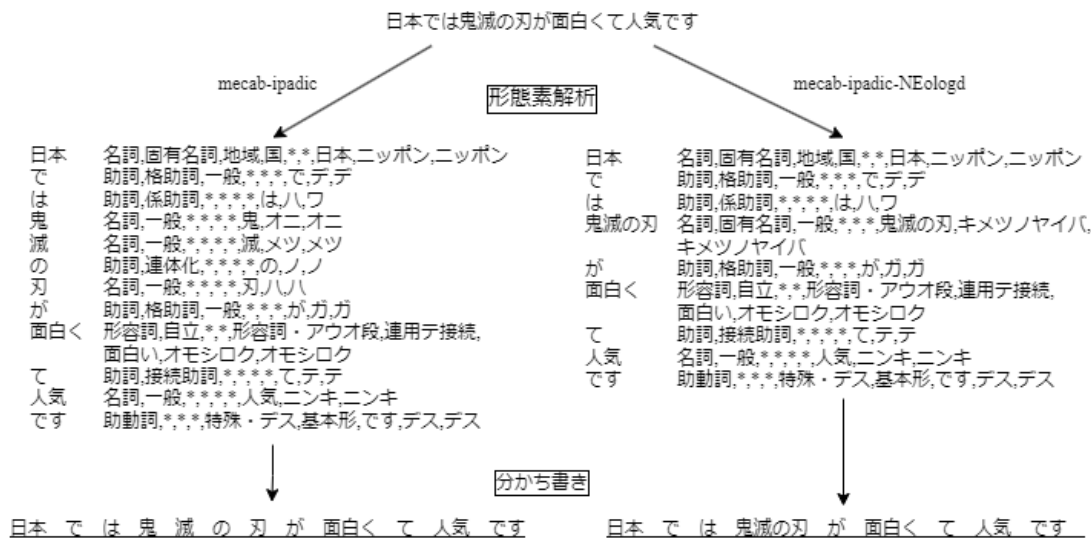 日本では鬼滅の刃が面白くて人気です
mecab-ipadic
mecab-ipadic-NEologd
形態素解析
日本 名詞,固有名詞,地域,国,*,*,日本,ニッポン,ニッポン
で 助詞,格助詞,一般,*,*,*,で,デ,デ
は 助詞,係助詞,*,*,*,*,は,ハ,ワ
鬼 名詞,一般,*,*,*,*,鬼,オニ,オニ
滅 名詞,一般,*,*,*,*,滅,メツ,メツ
の 助詞,連体化,*,*,*,*,の,ノ,ノ
刃 名詞,一般,*,*,*,*,刃,ハ,ハ
が 助詞,格助詞,一般,*,*,*,が,ガ,ガ
面白く 形容詞,自立,*,*,形容詞・アウオ段,連用テ接続,
面白い,オモシロク,オモシロク
て 助詞,接続助詞,*,*,*,*,て,テ,テ
人気 名詞,一般,*,*,*,*,人気,ニンキ,ニンキ
です 助動詞,*,*,*,特殊・デス,基本形,です,デス,デス
日本 名詞,固有名詞,地域,国,*,*,日本,ニッポン,ニッポン
で 助詞,格助詞,一般,*,*,*,で,デ,デ
は 助詞,係助詞,*,*,*,*,は,ハ,ワ
鬼滅の刃 名詞,固有名詞,一般,*,*,*,鬼滅の刃,キメツノヤイバ,
キメツノヤイバ
が 助詞,格助詞,一般,*,*,*,が,ガ,ガ
面白く 形容詞,自立,*,*,形容詞・アウオ段,連用テ接続,
面白い,オモシロク,オモシロク
て 助詞,接続助詞,*,*,*,*,て,テ,テ
人気 名詞,一般,*,*,*,*,人気,ニンキ,ニンキ
です 助動詞,*,*,*,特殊・デス,基本形,です,デス,デス
分かち書き
日本 で は 鬼 滅 の 刃 が 面白く て 人気 です
日本 で は 鬼滅の刃 が 面白く て 人気 です